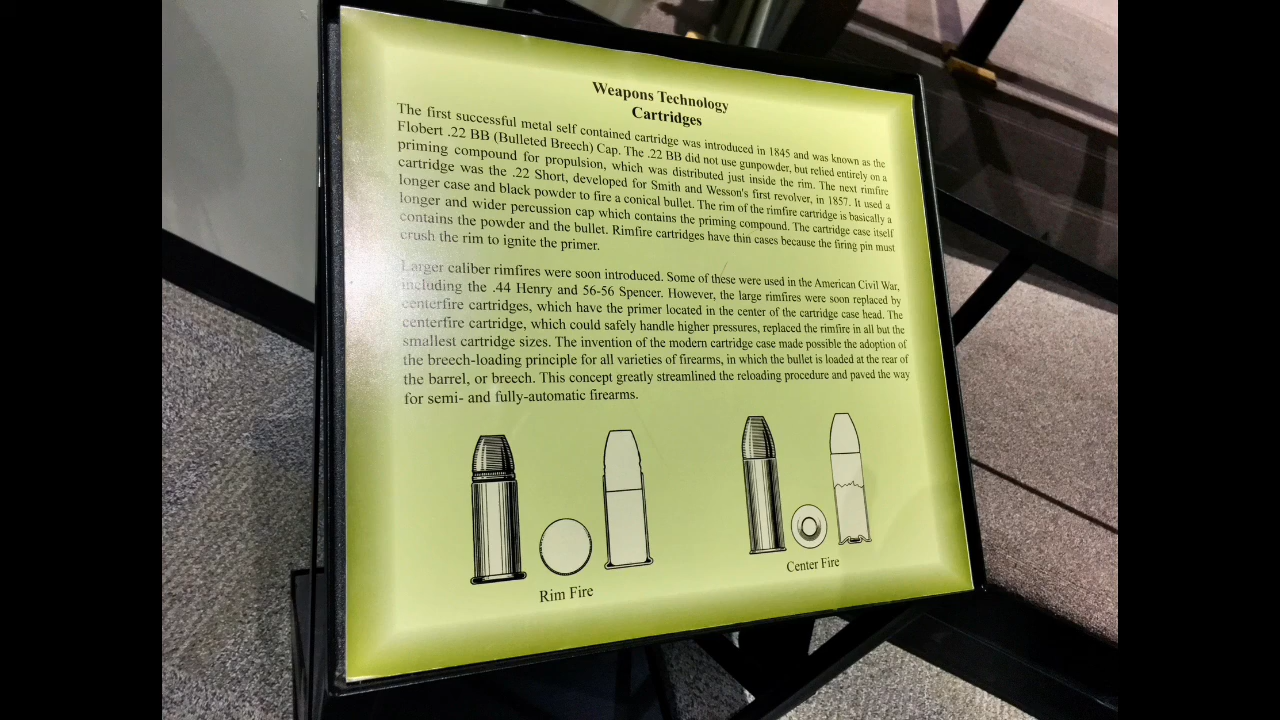 Weapons Technology
Cartridges
The first successful metal self contained cartridge was introduced in 1845 and was known as the
Flobert .22 BB (Bulleted Breech) Cap. The .22 BB did not use gunpowder, but relied entirely on a
priming compound for propulsion, which was distributed just inside the rim. The next rimfire
cartridge was the .22 Short, developed for Smith and Wesson's first revolver, in 1857. It used a
longer case and black powder to fire a conical bullet. The rim of the rimfire cartridge is basically a
longer and wider percussion cap which contains the priming compound. The cartridge case itself
contains the powder and the bullet. Rimfire cartridges have thin cases because the firing pin must
crush the rim to ignite the primer.
Larger caliber rimfires were soon introduced. Some of these were used in the American Civil War,
including the .44 Henry and 56-56 Spencer. However, the large rimfires were soon replaced by
centerfire cartridges, which have the primer located in the center of the cartridge case head. The
centerfire cartridge, which could safely handle higher pressures, replaced the rimfire in all but the
smallest cartridge sizes. The invention of the modern cartridge case made possible the adoption of
the breech-loading principle for all varieties of firearms, in which the bullet is loaded at the rear of
the barrel, or breech. This concept greatly streamlined the reloading procedure and paved the way
for semi- and fully-automatic firearms.
Rim Fire
Center Fire